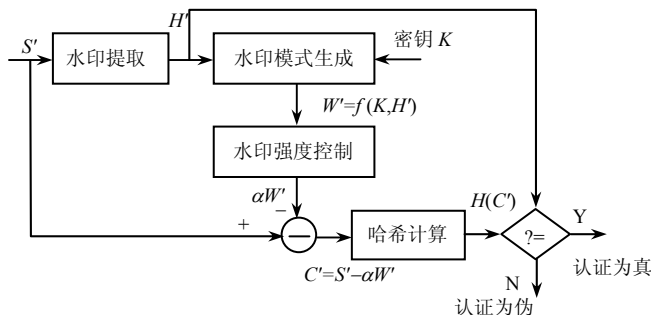 S′
H′
水印提取
水印模式生成
密钥 K
W′=f(K,H′)
水印强度控制
αW′
−
+
−
C′=S′−αW′
哈希计算
H(C′)
?=
Y
认证为真
N
认证为伪